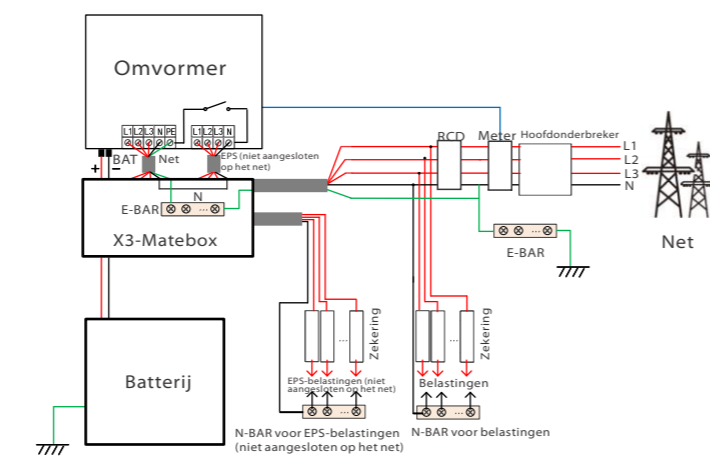 Omvormer
L1 L2 L3 N PE
L1 L2 L3 N
BAT
Net
EPS (niet aangesloten
op het net)
+
−
N
E-BAR
...
X3-Matebox
RCD
Meter
Hoofdonderbreker
L1
L2
L3
N
Net
...
E-BAR
Batterij
...
Zekering
...
Zekering
EPS-belastingen (niet
aangesloten op het net)
Belastingen
...
...
N-BAR voor EPS-belastingen
(niet aangesloten op het net)
N-BAR voor belastingen